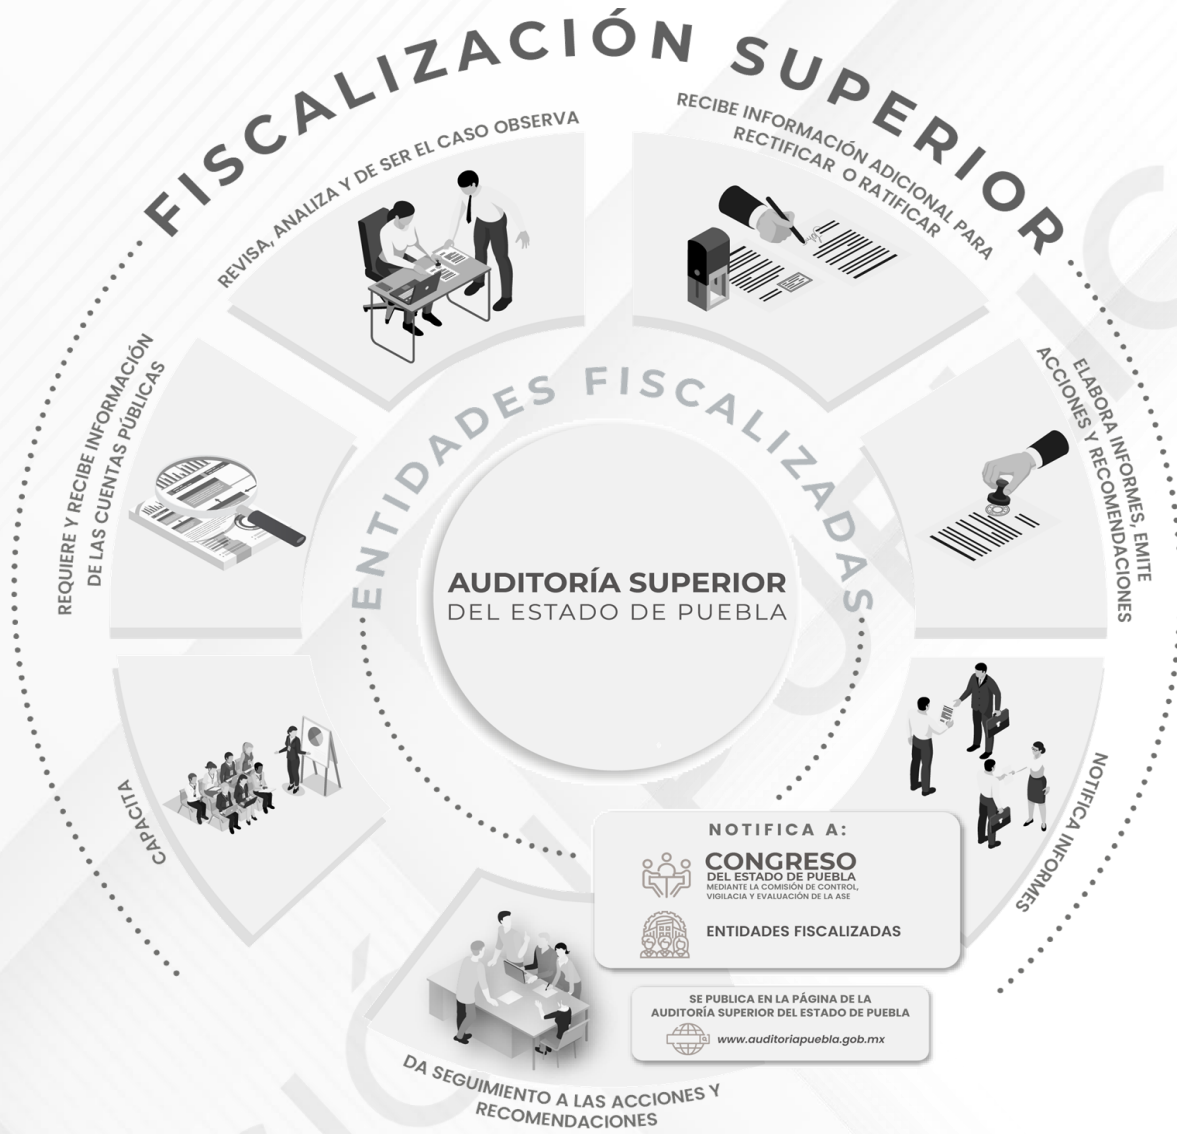 FISCALIZACIÓN SUPERIOR
REVISA, ANALIZA Y DE SER EL CASO OBSERVA
RECIBE INFORMACIÓN ADICIONAL PARA
RECTIFICAR O RATIFICAR
REQUIERE Y RECIBE INFORMACIÓN
DE LAS CUENTAS PÚBLICAS
ELABORA INFORMES, EMITE
ACCIONES Y RECOMENDACIONES
ENTIDADES FISCALIZADAS
AUDITORÍA SUPERIOR
DEL ESTADO DE PUEBLA
CAPACITA
NOTIFICA INFORMES
NOTIFICA A:
CONGRESO
DEL ESTADO DE PUEBLA
MEDIANTE LA COMISIÓN DE CONTROL,
VIGILACIA Y EVALUACIÓN DE LA ASE
ENTIDADES FISCALIZADAS
SE PUBLICA EN LA PÁGINA DE LA
AUDITORÍA SUPERIOR DEL ESTADO DE PUEBLA
www.auditoriapuebla.gob.mx
DA SEGUIMIENTO A LAS ACCIONES Y
RECOMENDACIONES